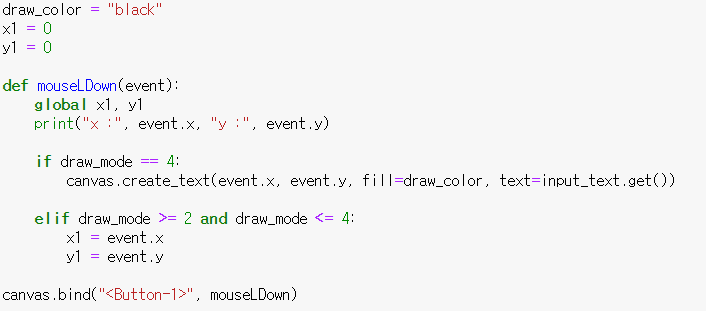 draw_color = "black"
x1 = 0
y1 = 0
def mouseLDown(event):
global x1, y1
print("x :", event.x, "y :", event.y)
if draw_mode == 4:
canvas.create_text(event.x, event.y, fill=draw_color, text=input_text.get())
elif draw_mode >= 2 and draw_mode <= 4:
x1 = event.x
y1 = event.y
canvas.bind("<Button-1>", mouseLDown)